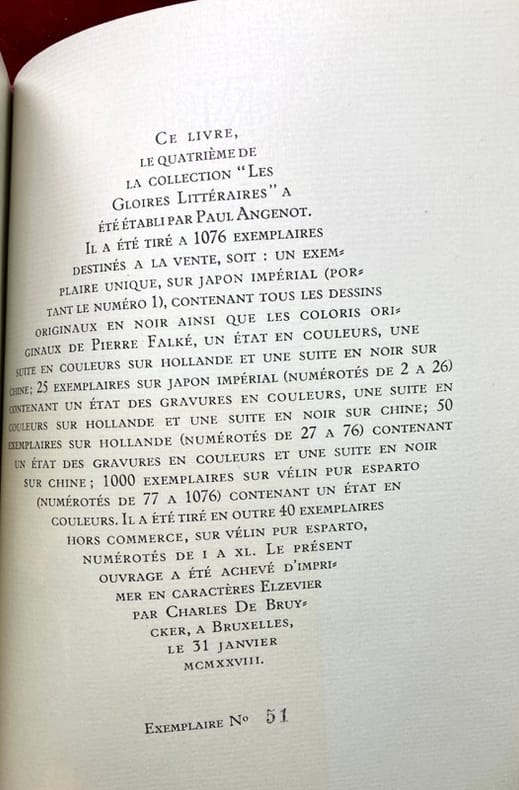 Ce livre,
le quatrième de
la collection “Les
Gloires Littéraires” a
été établi par Paul Angenot.
Il a été tiré a 1076 exemplaires
destinés a la vente, soit : un exem=
plaire unique, sur Japon Impérial (por=
tant le numéro 1), contenant tous les dessins
originaux en noir ainsi que les coloris ori=
ginaux de Pierre Falké, un état en couleurs, une
suite en couleurs sur Hollande et une suite en noir sur
Chine; 25 exemplaires sur Japon Impérial (numérotés de 2 a 26)
contenant un état des gravures en couleurs, une suite en
couleurs sur Hollande et une suite en noir sur Chine; 50
exemplaires sur Hollande (numérotés de 27 a 76) contenant
un état des gravures en couleurs et une suite en noir
sur Chine; 1000 exemplaires sur vélin pur esparto
(numérotés de 77 a 1076) contenant un état en
couleurs. Il a été tiré en outre 40 exemplaires
hors commerce, sur vélin pur esparto,
numérotés de I a XL. Le présent
ouvrage a été achevé d'impri=
mer en caractères Elzevier
par Charles De Bruy=
cker, a Bruxelles,
le 31 janvier
mcmxxviii.
Exemplaire No 51